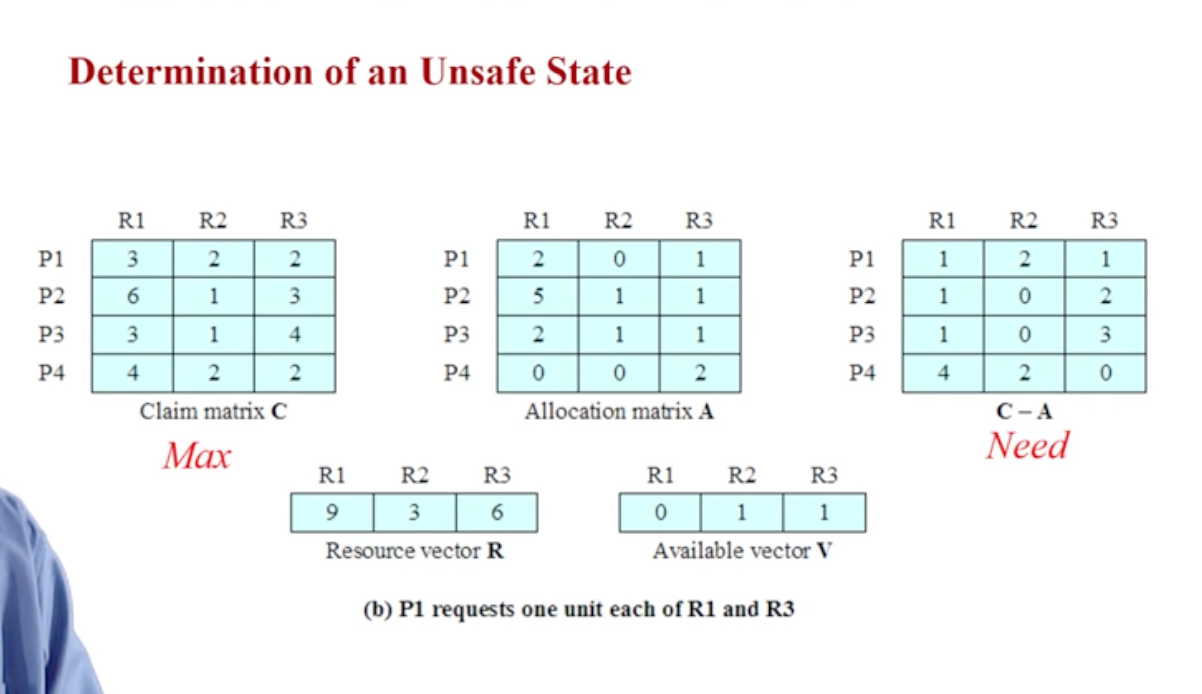 Determination of an Unsafe State
R1 R2 R3
P1 3 2 2
P2 6 1 3
P3 3 1 4
P4 4 2 2
Claim matrix C
Max
R1 R2 R3
P1 2 0 1
P2 5 1 1
P3 2 1 1
P4 0 0 2
Allocation matrix A
R1 R2 R3
P1 1 2 1
P2 1 0 2
P3 1 0 3
P4 4 2 0
C – A
Need
R1 R2 R3
9 3 6
Resource vector R
R1 R2 R3
0 1 1
Available vector V
(b) P1 requests one unit each of R1 and R3